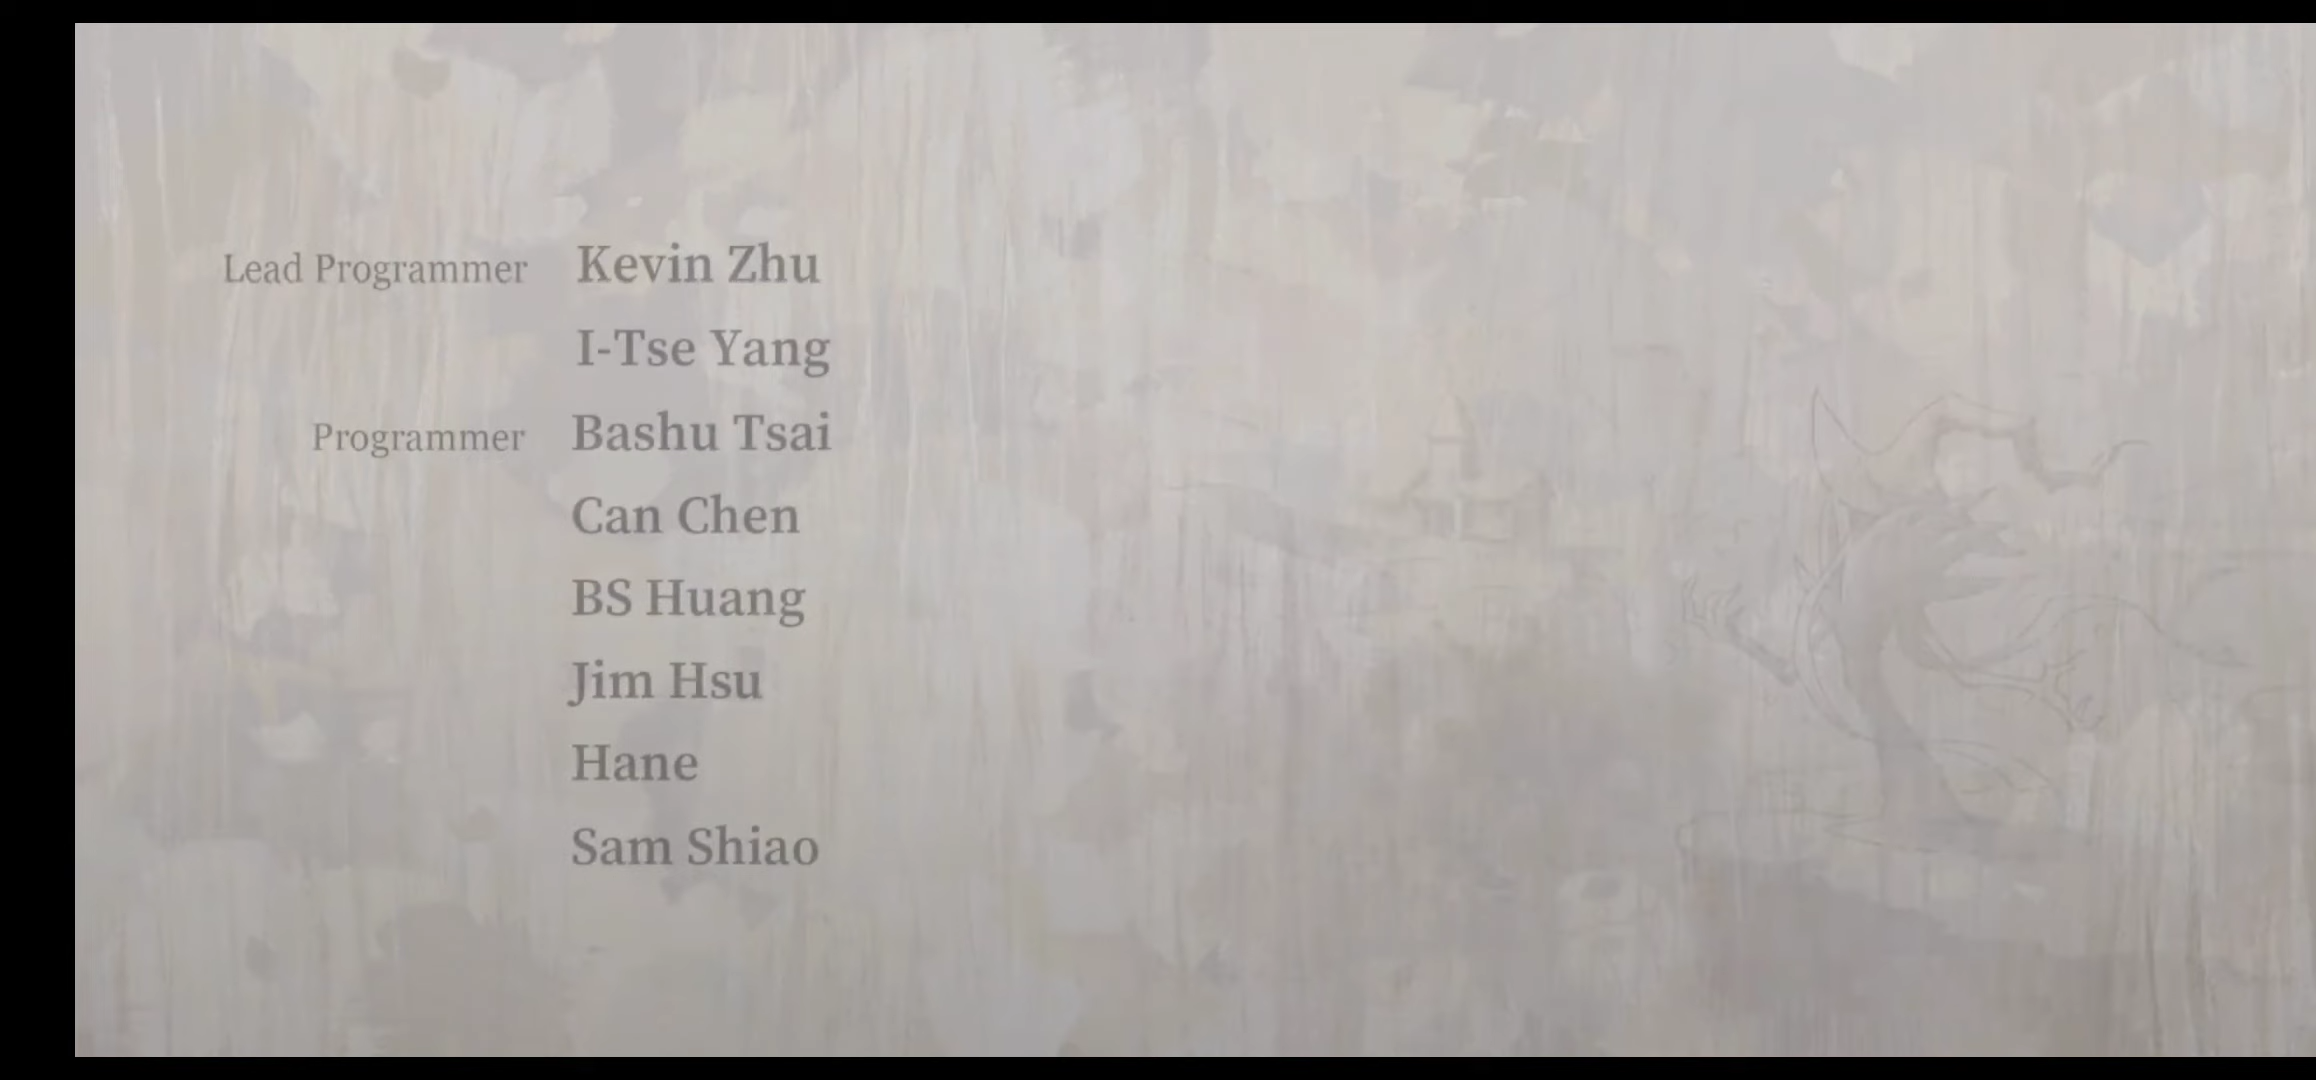 Lead Programmer Kevin Zhu
I-Tse Yang
Programmer Bashu Tsai
Can Chen
BS Huang
Jim Hsu
Hane
Sam Shiao